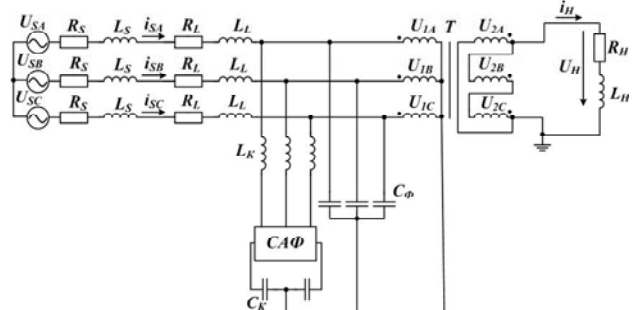 U_SA R_S L_S i_SA R_L L_L U_1A T U_2A i_H
U_SB R_S L_S i_SB R_L L_L U_1B U_2B U_H R_H
U_SC R_S L_S i_SC R_L L_L U_1C U_2C L_H
L_K
C_Ф
САФ
C_K